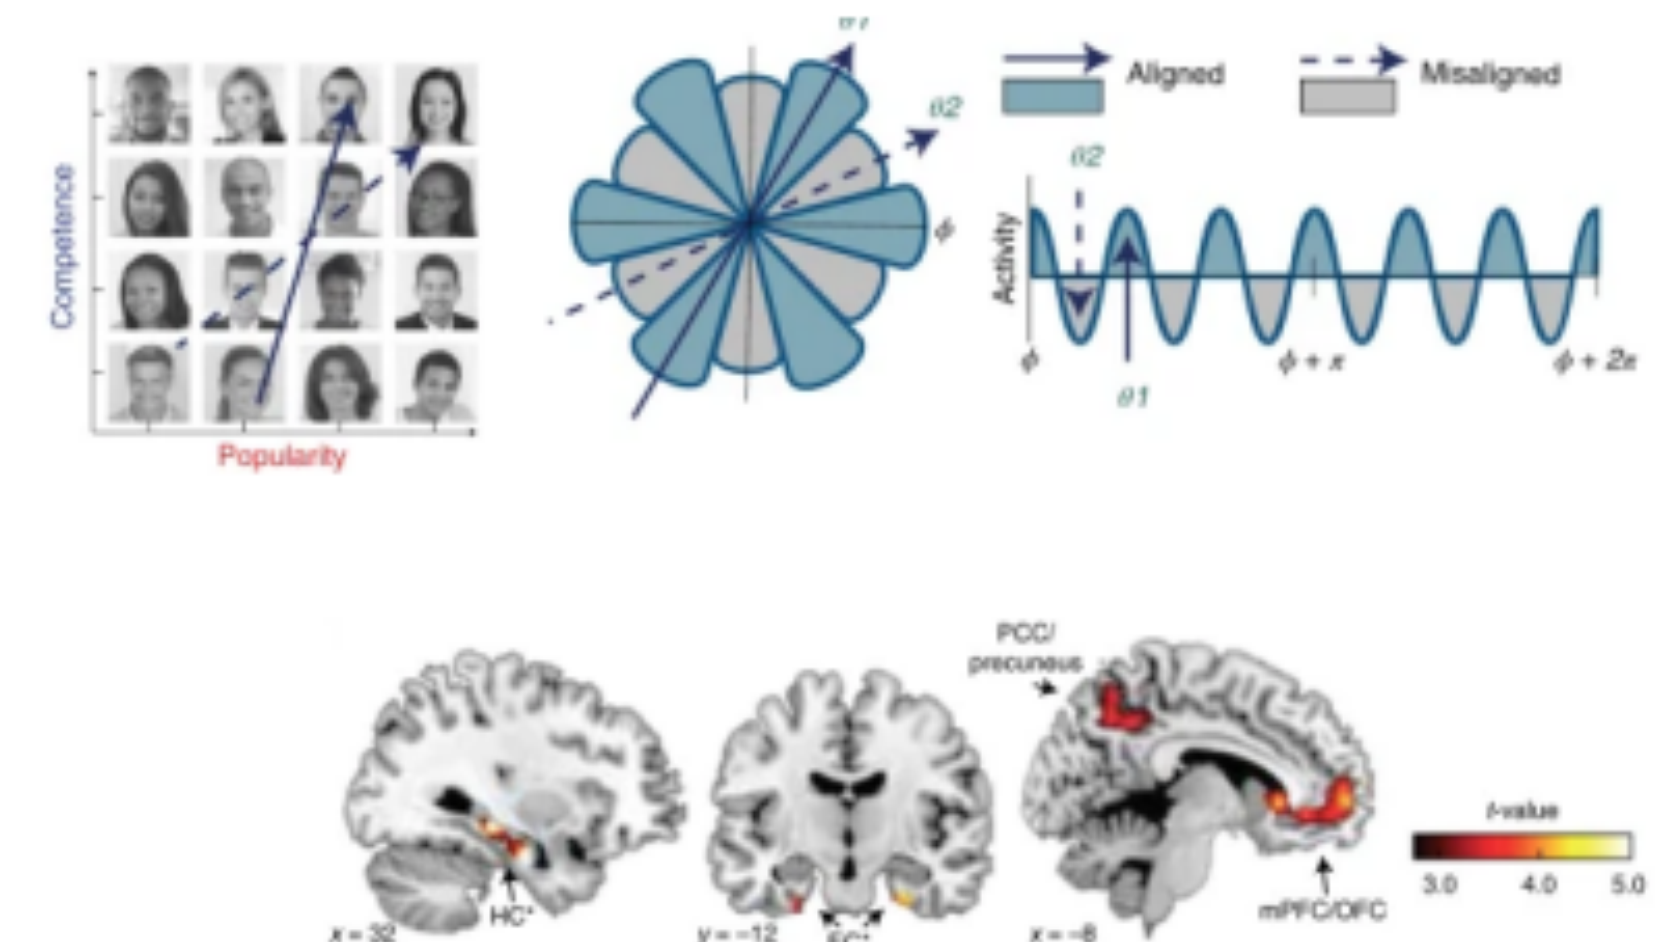 Competence
Popularity
θ2
ϕ
Aligned
Misaligned
θ2
Activity
ϕ
ϕ + π
ϕ + 2π
θ1
PCC/
precuneus
HC*
x = 32
y = −12
mPFC/OFC
x = −8
t-value
3.0
4.0
5.0